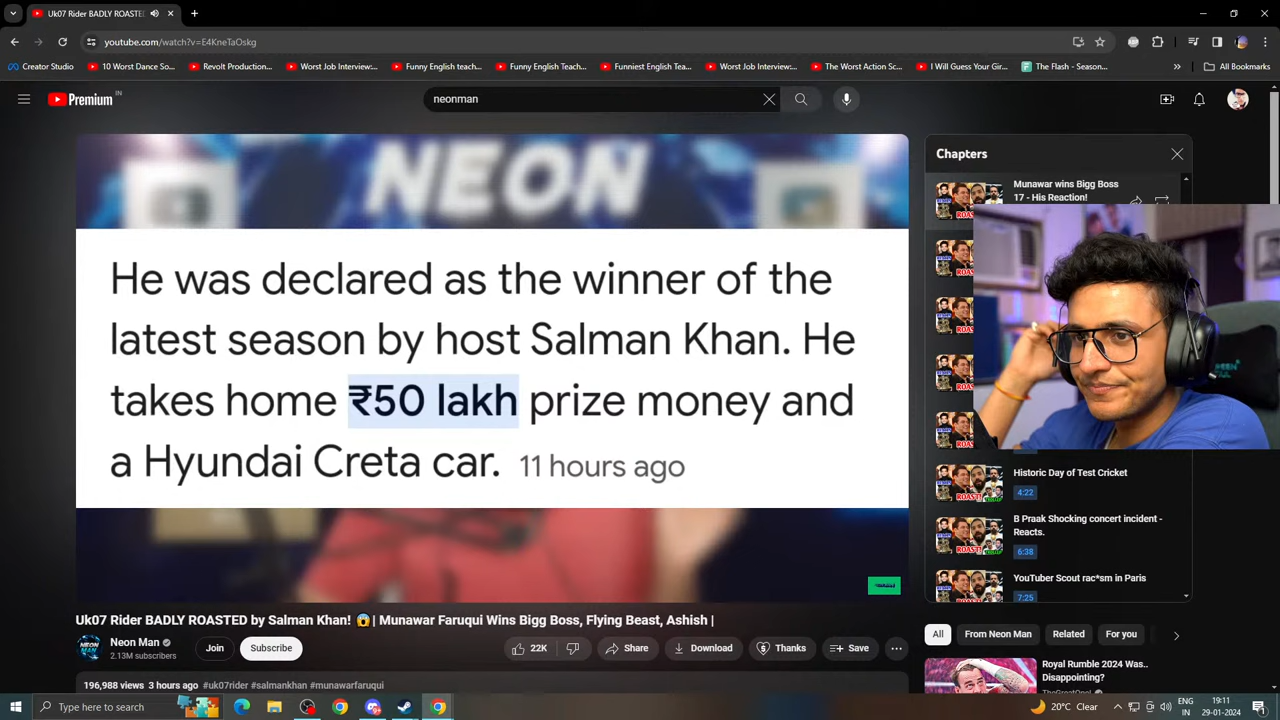 Uk07 Rider BADLY ROASTED
youtube.com/watch?v=E4KneTaOskg
Creator Studio
10 Worst Dance So...
Revolt Production...
Worst Job Interview:...
Funny English teach...
Funny English Teach...
Funniest English Tea...
Worst Job Interview:...
The Worst Action Sc...
I Will Guess Your Gir...
The Flash - Season...
All Bookmarks
Premium IN
neonman
NEON
He was declared as the winner of the
latest season by host Salman Khan. He
takes home ₹50 lakh prize money and
a Hyundai Creta car. 11 hours ago
Chapters
Munawar wins Bigg Boss
17 - His Reaction!
Historic Day of Test Cricket
4:22
B Praak Shocking concert incident -
Reacts.
6:38
YouTuber Scout rac*sm in Paris
7:25
ROAST!
Uk07 Rider BADLY ROASTED by Salman Khan! 😱 | Munawar Faruqui Wins Bigg Boss, Flying Beast, Ashish |
Neon Man
2.13M subscribers
Join
Subscribe
22K
Share
Download
Thanks
Save
All
From Neon Man
Related
For you
196,988 views 3 hours ago #uk07rider #salmankhan #munawarfaruqui
Royal Rumble 2024 Was..
Disappointing?
TheGreatOne!
Type here to search
20°C Clear
ENG
IN
19:11
29-01-2024